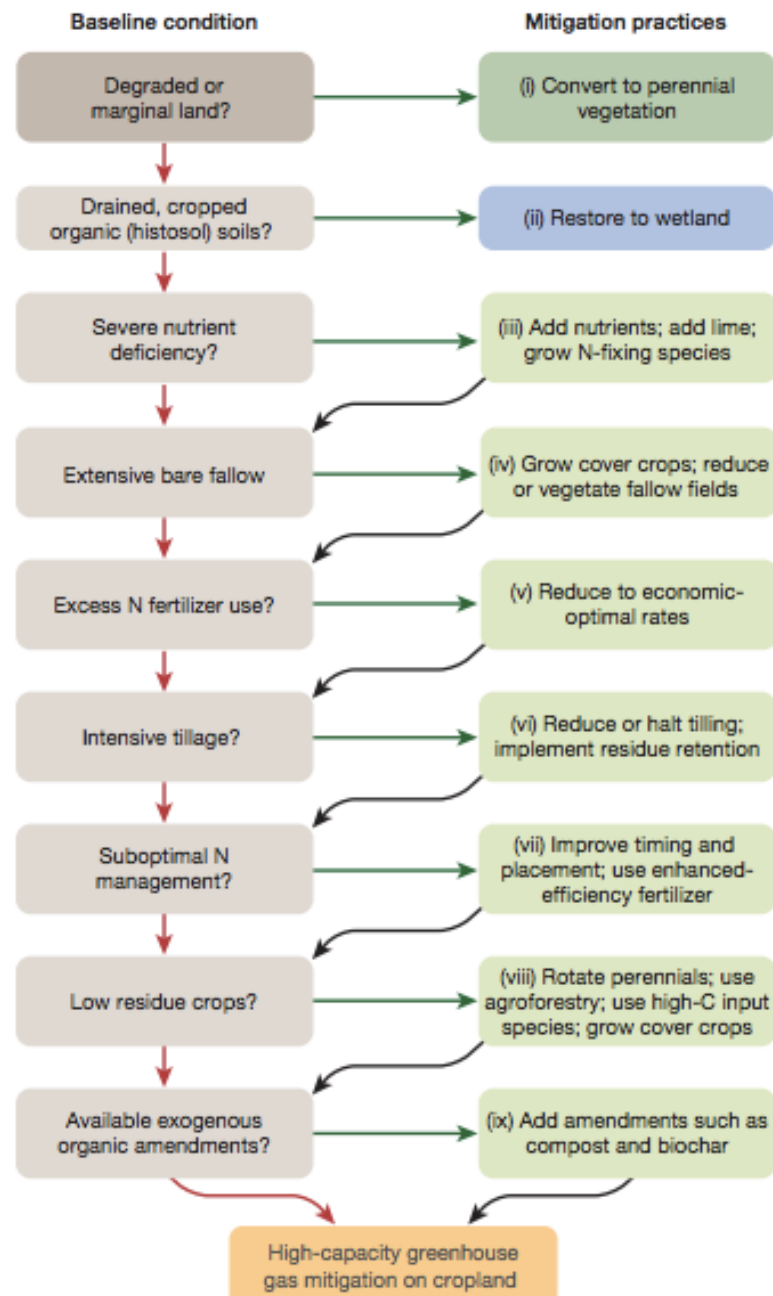 Baseline condition
Mitigation practices
Degraded or
marginal land?
(i) Convert to perennial
vegetation
Drained, cropped
organic (histosol) soils?
(ii) Restore to wetland
Severe nutrient
deficiency?
(iii) Add nutrients; add lime;
grow N-fixing species
Extensive bare fallow
(iv) Grow cover crops; reduce
or vegetate fallow fields
Excess N fertilizer use?
(v) Reduce to economic-
optimal rates
Intensive tillage?
(vi) Reduce or halt tilling;
implement residue retention
Suboptimal N
management?
(vii) Improve timing and
placement; use enhanced-
efficiency fertilizer
Low residue crops?
(viii) Rotate perennials; use
agroforestry; use high-C input
species; grow cover crops
Available exogenous
organic amendments?
(ix) Add amendments such as
compost and biochar
High-capacity greenhouse
gas mitigation on cropland